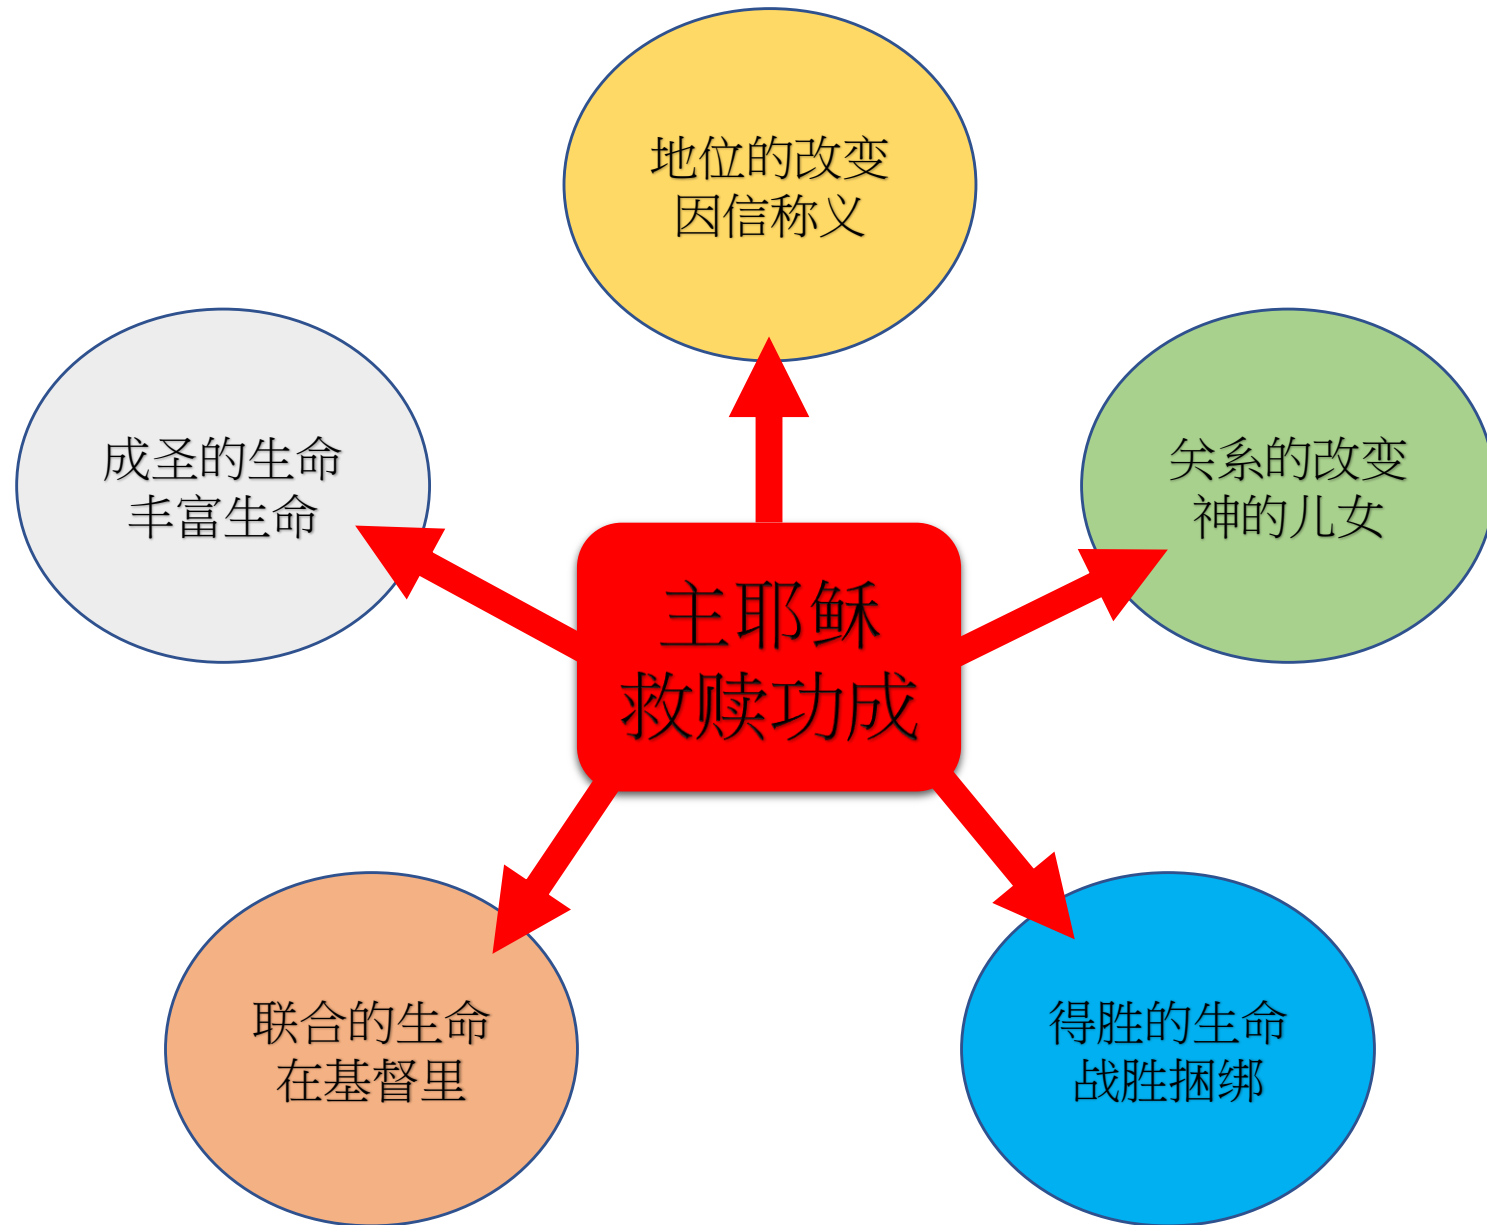 地位的改变
因信称义
成圣的生命
丰富生命
关系的改变
神的儿女
主耶稣
救赎功成
联合的生命
在基督里
得胜的生命
战胜捆绑